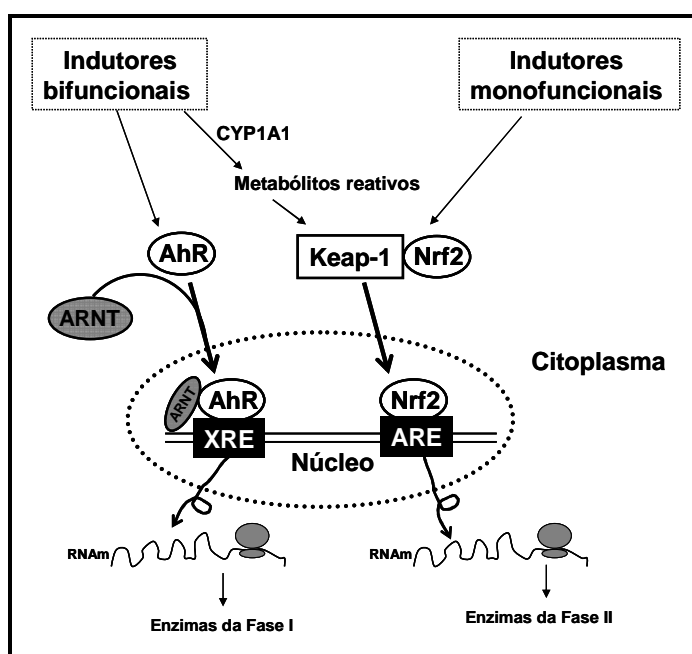 Indutores
bifuncionais
Indutores
monofuncionais
CYP1A1
Metabólitos reativos
AhR
Keap-1
Nrf2
ARNT
Citoplasma
ARNT
AhR
Nrf2
XRE
ARE
Núcleo
RNAm
RNAm
Enzimas da Fase I
Enzimas da Fase II